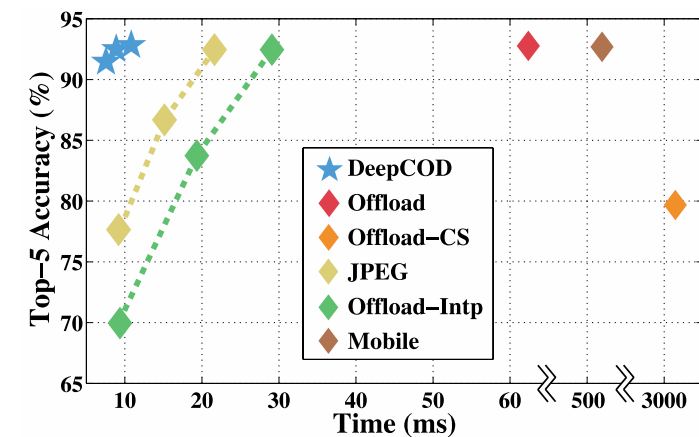 95
90
85
80
75
70
65
Top−5 Accuracy (%)
DeepCOD
Offload
Offload−CS
JPEG
Offload−Intp
Mobile
10 20 30 40 50 60 500 3000
Time (ms)